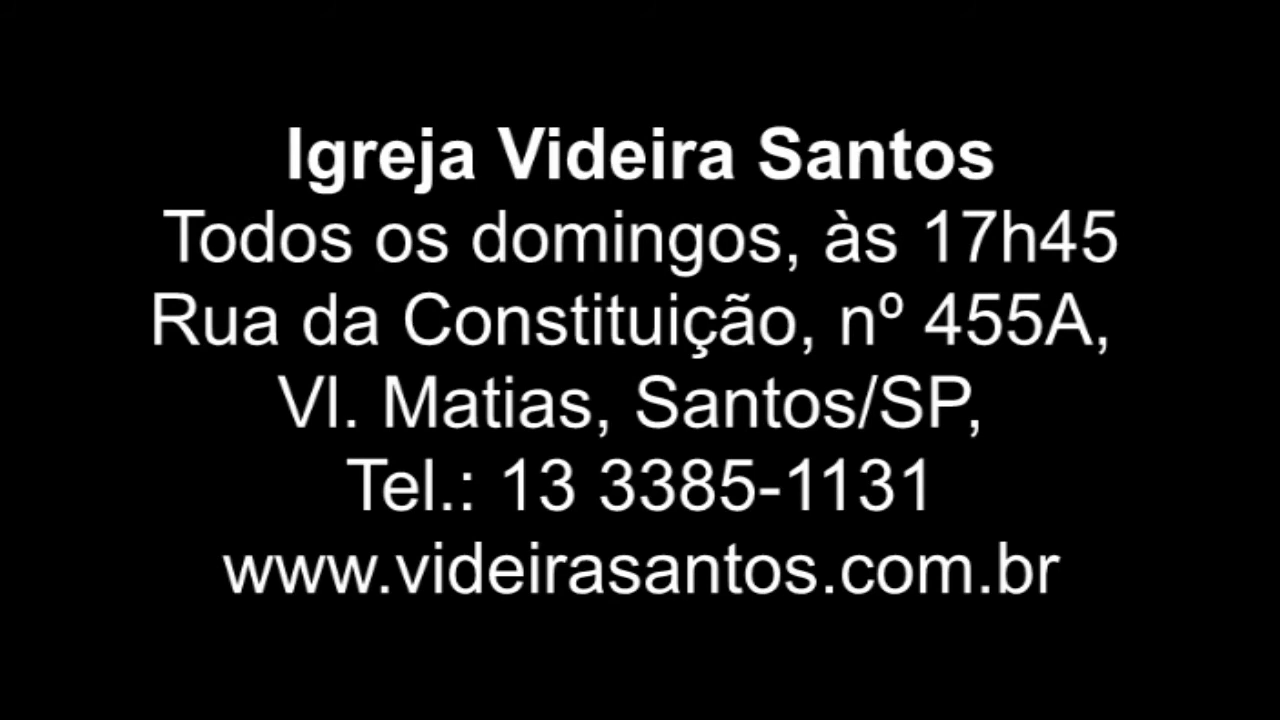 Igreja Videira Santos
Todos os domingos, às 17h45
Rua da Constituição, nº 455A,
Vl. Matias, Santos/SP,
Tel.: 13 3385-1131
www.videirasantos.com.br